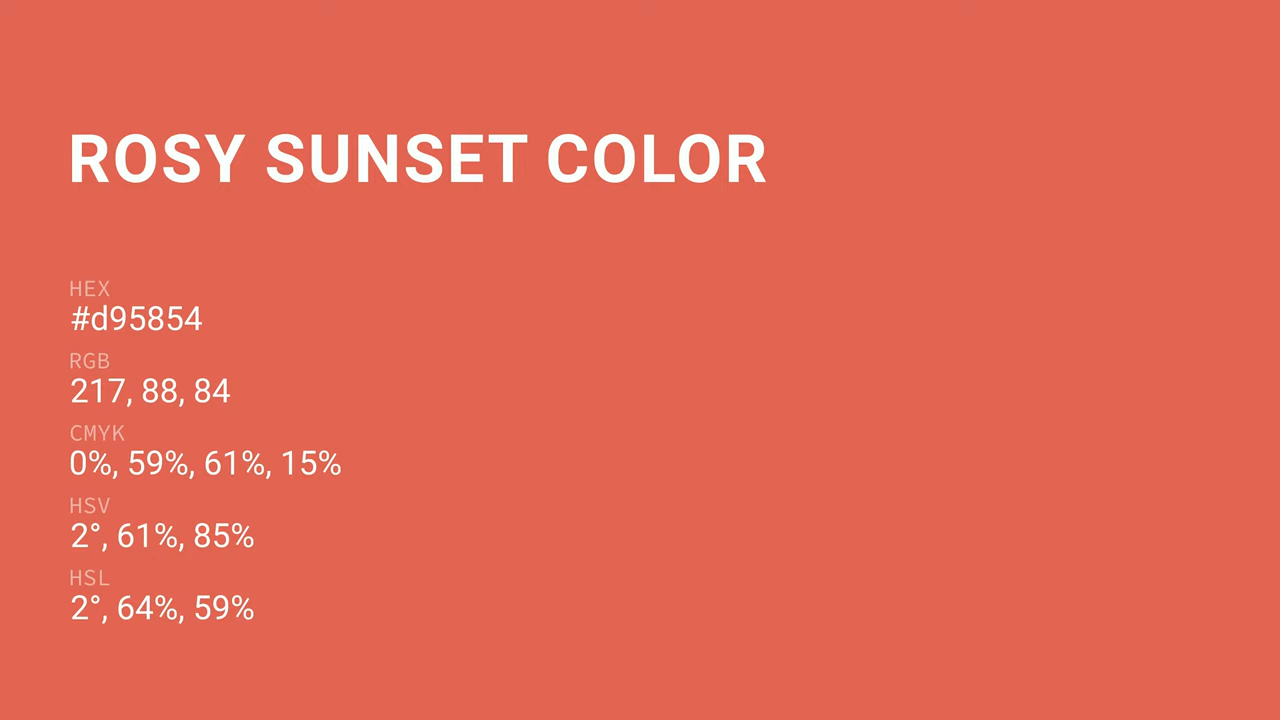 ROSY SUNSET COLOR
HEX
#d95854
RGB
217, 88, 84
CMYK
0%, 59%, 61%, 15%
HSV
2°, 61%, 85%
HSL
2°, 64%, 59%